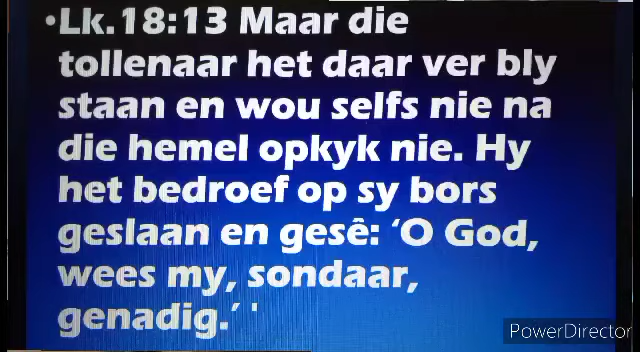 •Lk.18:13 Maar die
tollenaar het daar ver bly
staan en wou selfs nie na
die hemel opkyk nie. Hy
het bedroef op sy bors
geslaan en gesê: ‘O God,
wees my, sondaar,
genadig.’ '
PowerDirector